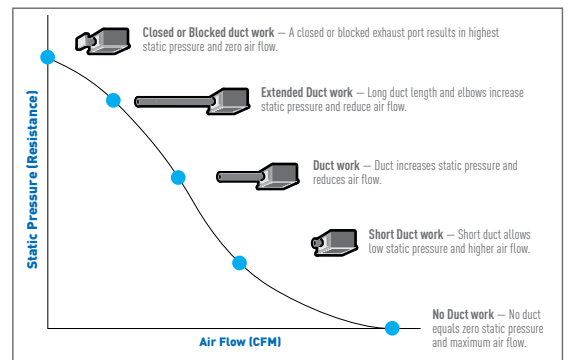 Closed or Blocked duct work — A closed or blocked exhaust port results in highest
static pressure and zero air flow.
Extended Duct work — Long duct length and elbows increase
static pressure and reduce air flow.
Duct work — Duct increases static pressure and
reduces air flow.
Short Duct work — Short duct allows
low static pressure and higher air flow.
No Duct work — No duct
equals zero static pressure
and maximum air flow.
Static Pressure (Resistance)
Air Flow (CFM)